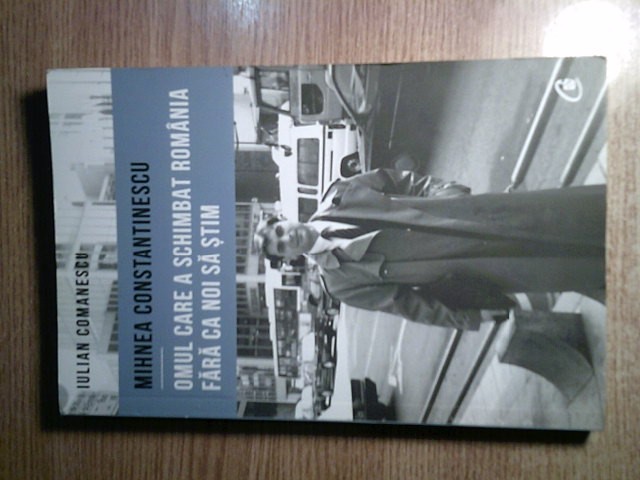 IULIAN COMANESCU
MIHNEA CONSTANTINESCU
OMUL CARE A SCHIMBAT ROMÂNIA
FĂRĂ CA NOI SĂ ȘTIM